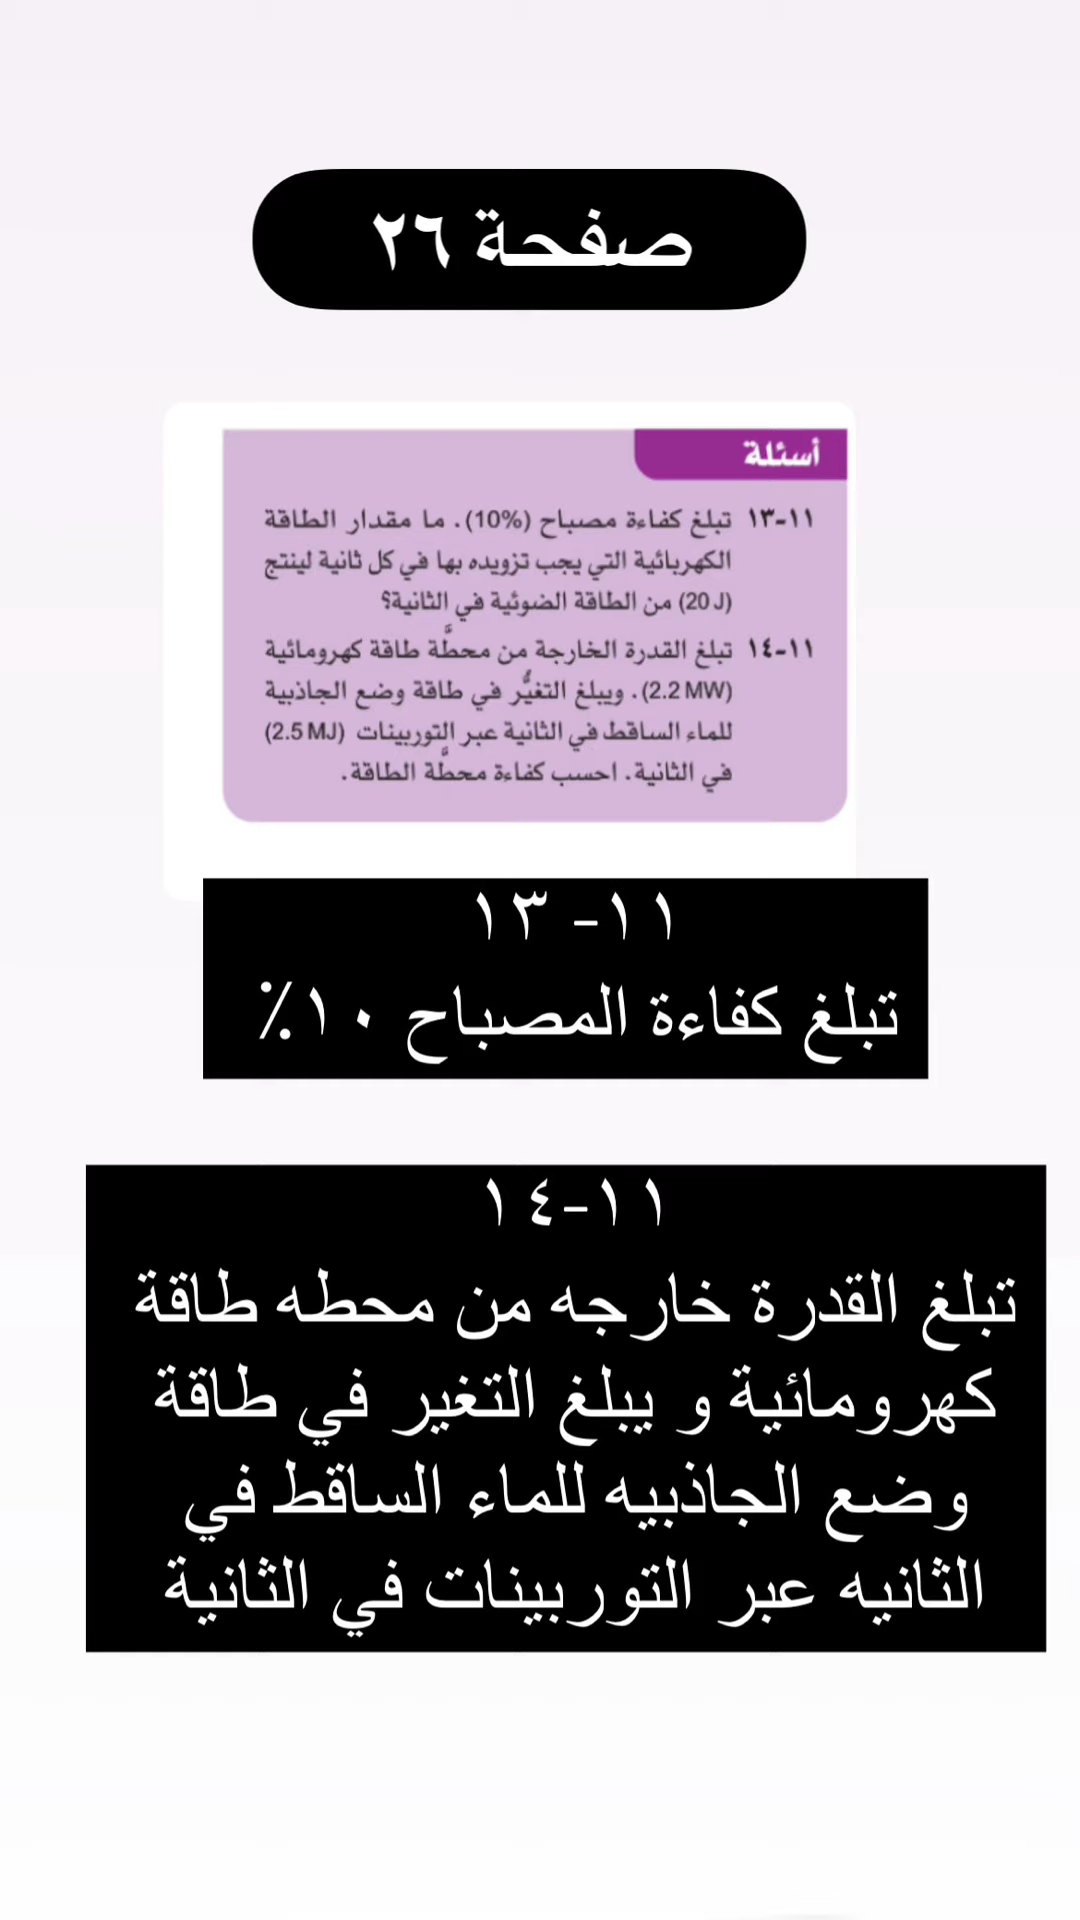 صفحة ٢٦
أسئلة
١١-١٣ تبلغ كفاءة مصباح (10%). ما مقدار الطاقة
الكهربائية التي يجب تزويده بها في كل ثانية لينتج
(20 J) من الطاقة الضوئية في الثانية؟
١١-١٤ تبلغ القدرة الخارجة من محطَّة طاقة كهرومائية
(2.2 MW). ويبلغ التغيُّر في طاقة وضع الجاذبية
للماء الساقط في الثانية عبر التوربينات (2.5 MJ)
في الثانية. احسب كفاءة محطَّة الطاقة.
١١- ١٣
تبلغ كفاءة المصباح ١٠٪
١١-١٤
تبلغ القدرة خارجه من محطه طاقة
كهرومائية و يبلغ التغير في طاقة
وضع الجاذبيه للماء الساقط في
الثانيه عبر التوربينات في الثانية